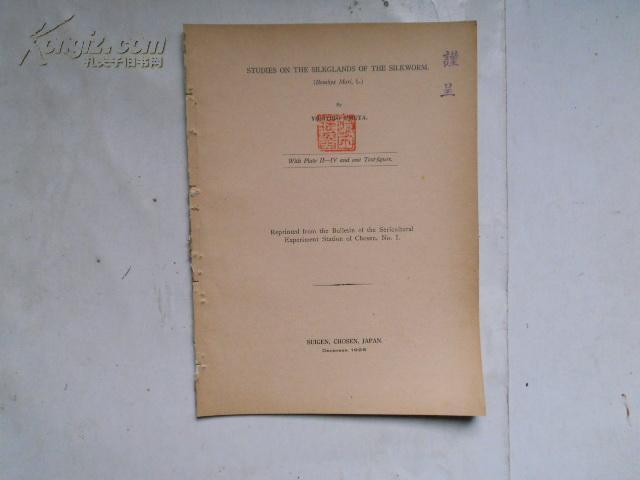 Kongfz.com
孔夫子旧书网
STUDIES ON THE SILKGLANDS OF THE SILKWORM.
(Bombyx Mori, L.)
By
With Plate II—IV and one Text-figure.
Reprinted from the Bulletin of the Sericultural
Experiment Station of Chosen, No. 1.
SUIGEN, CHOSEN, JAPAN.
December, 1928
謹呈